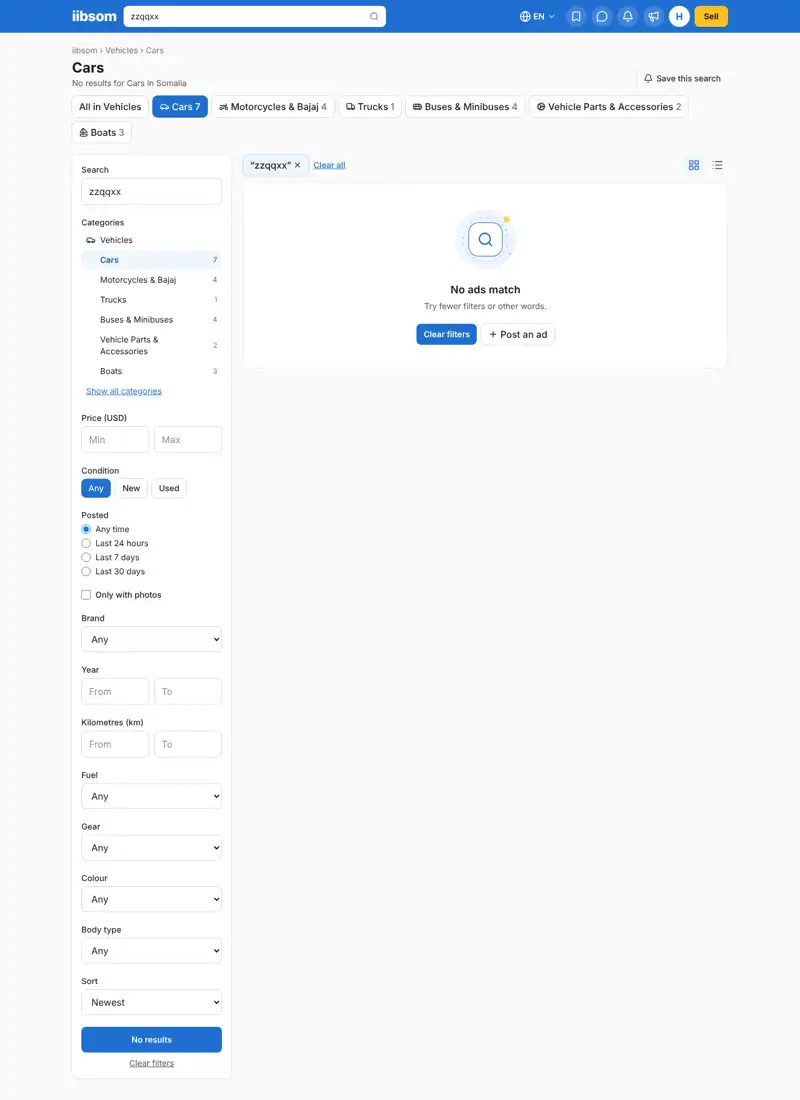 iibsom
zzqqxx
EN
H
Sell
iibsom › Vehicles › Cars
Cars
No results for Cars in Somalia
Save this search
All in Vehicles
Cars 7
Motorcycles & Bajaj 4
Trucks 1
Buses & Minibuses 4
Vehicle Parts & Accessories 2
Boats 3
Search
zzqqxx
Categories
Vehicles
Cars 7
Motorcycles & Bajaj 4
Trucks 1
Buses & Minibuses 4
Vehicle Parts &
Accessories 2
Boats 3
Show all categories
Price (USD)
Min
Max
Condition
Any
New
Used
Posted
Any time
Last 24 hours
Last 7 days
Last 30 days
Only with photos
Brand
Any
Year
From
To
Kilometres (km)
From
To
Fuel
Any
Gear
Any
Colour
Any
Body type
Any
Sort
Newest
No results
Clear filters
“zzqqxx” ×
Clear all
No ads match
Try fewer filters or other words.
Clear filters
+ Post an ad